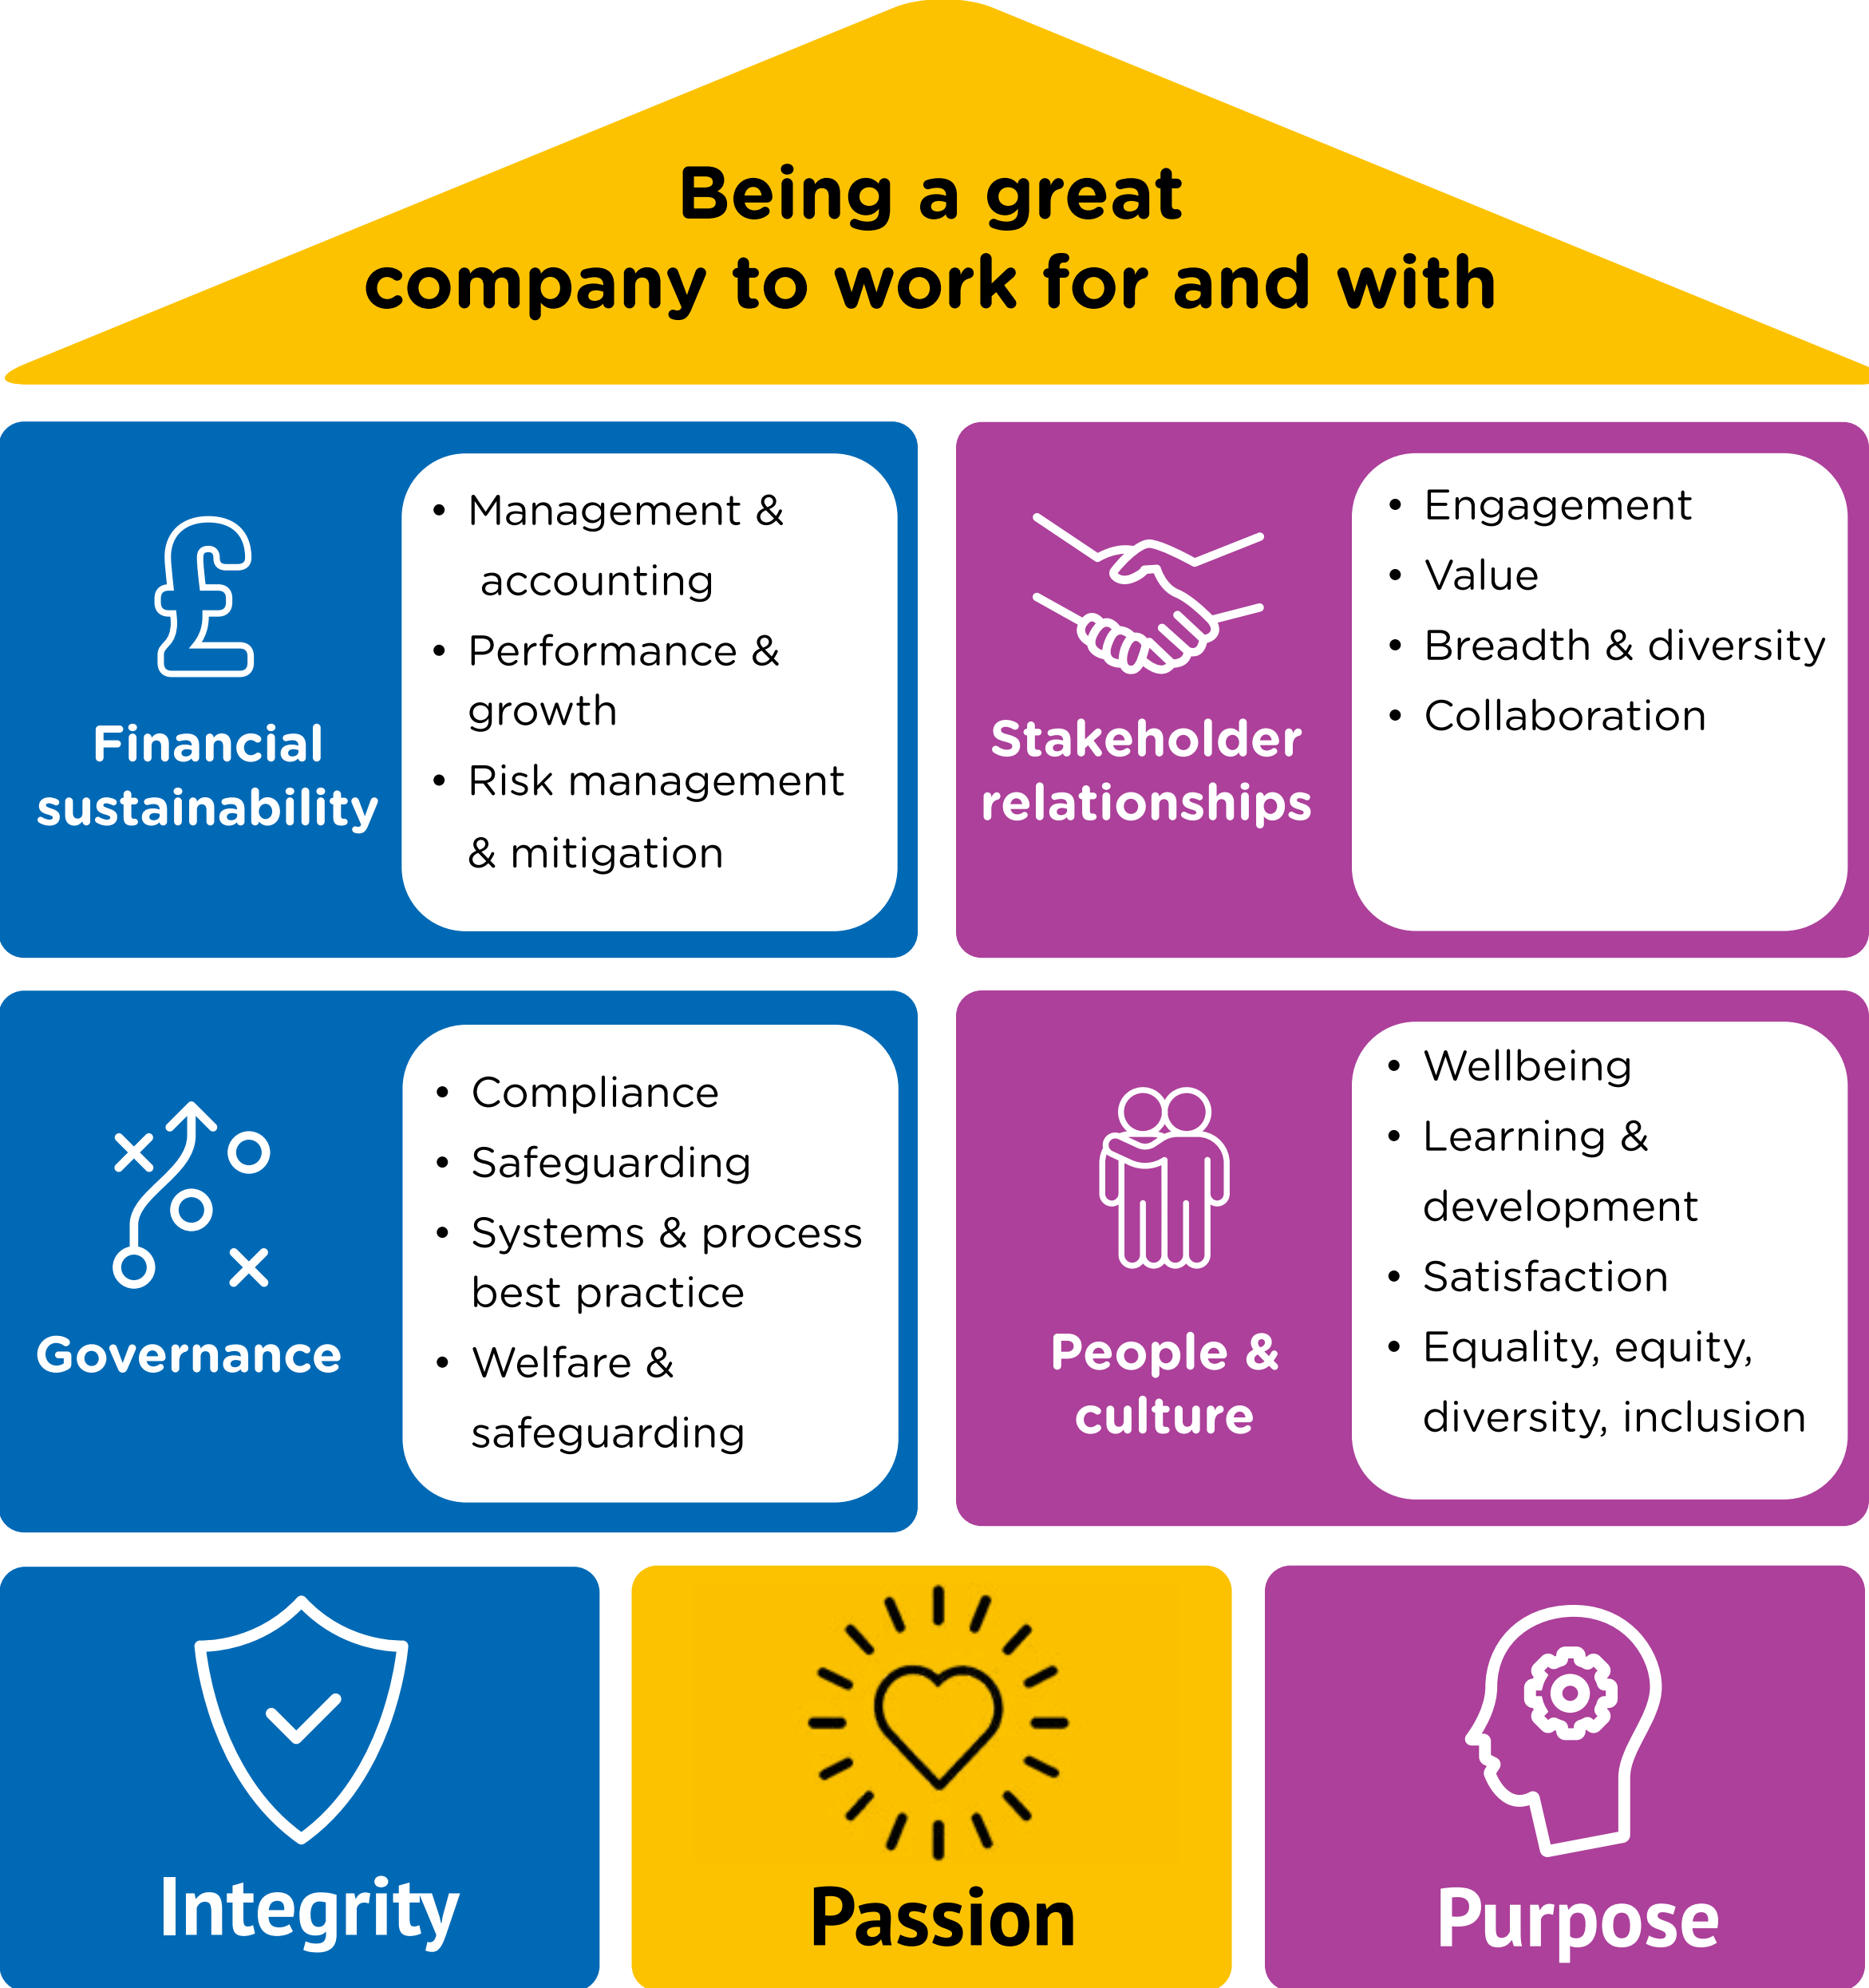 Being a great
company to work for and with
Financial
sustainability
• Management &
accounting
• Performance &
growth
• Risk management
& mitigation
Stakeholder
relationships
• Engagement
• Value
• Breadth & diversity
• Collaboration
Governance
• Compliance
• Safeguarding
• Systems & process
best practice
• Welfare &
safeguarding
People &
culture
• Wellbeing
• Learning &
development
• Satisfaction
• Equality, equity,
diversity, inclusion
Integrity
Passion
Purpose